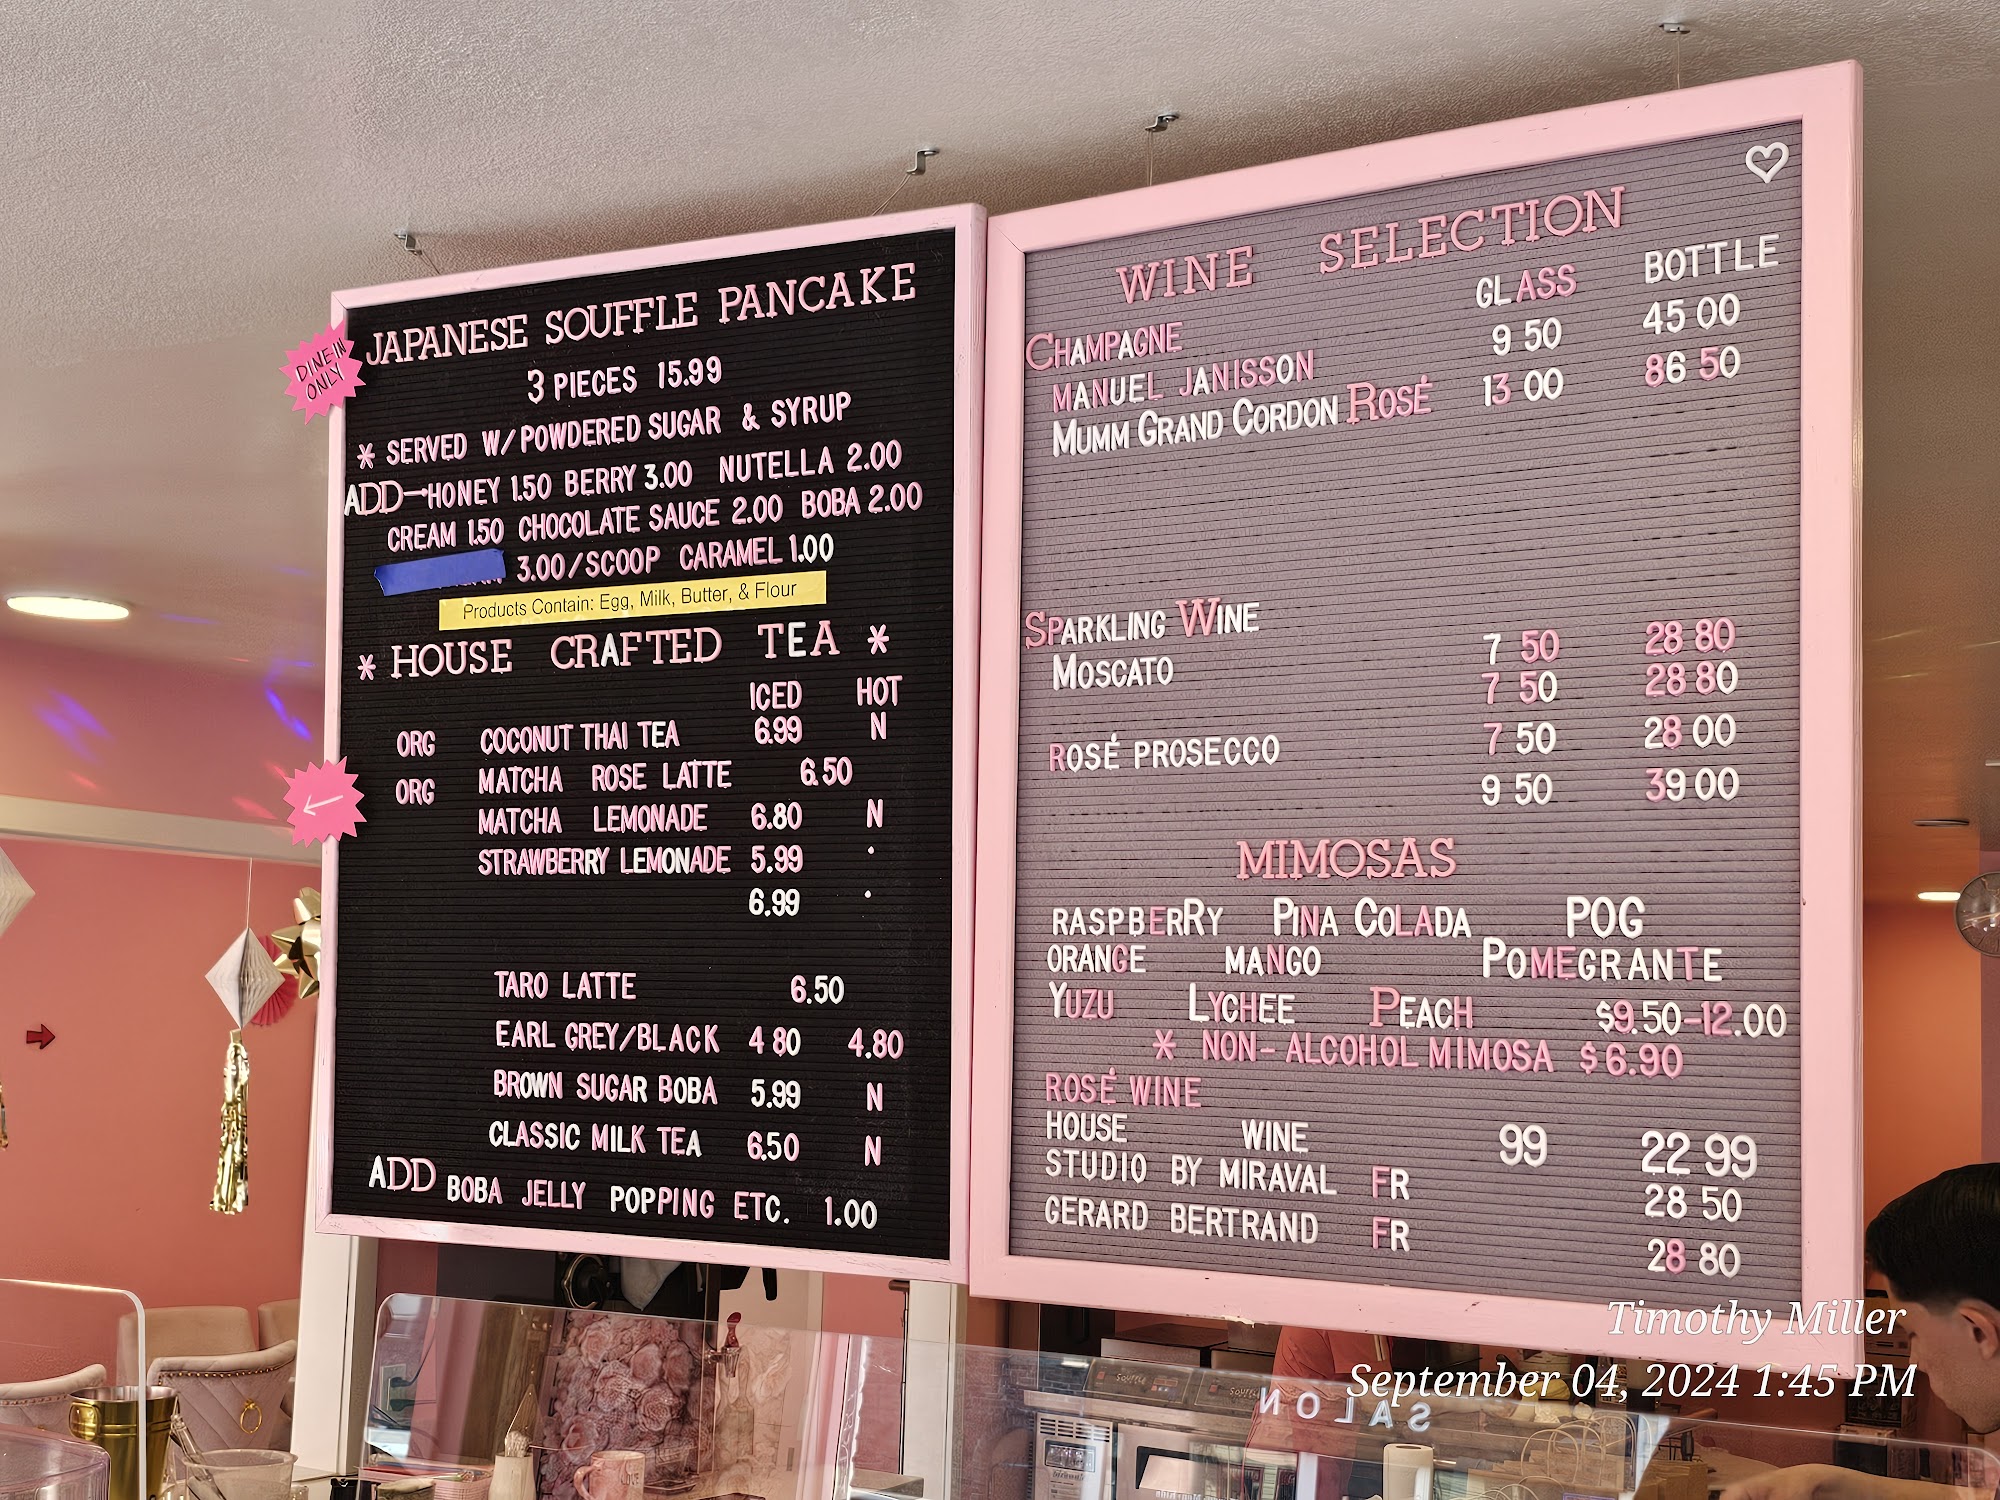 DINE IN
ONLY
JAPANESE SOUFFLE PANCAKE
3 PIECES 15.99
* SERVED W/POWDERED SUGAR & SYRUP
ADD→HONEY 1.50 BERRY 3.00 NUTELLA 2.00
CREAM 1.50 CHOCOLATE SAUCE 2.00 BOBA 2.00
3.00/SCOOP CARAMEL 1.00
Products Contain: Egg, Milk, Butter, & Flour
* HOUSE CRAFTED TEA *
ICED HOT
ORG COCONUT THAI TEA 6.99 N
ORG MATCHA ROSE LATTE 6.50
MATCHA LEMONADE 6.80 N
STRAWBERRY LEMONADE 5.99 .
6.99 .
TARO LATTE 6.50
EARL GREY/BLACK 4 80 4.80
BROWN SUGAR BOBA 5.99 N
CLASSIC MILK TEA 6.50 N
ADD BOBA JELLY POPPING ETC. 1.00
WINE SELECTION
GLASS BOTTLE
CHAMPAGNE 9 50 45 00
MANUEL JANISSON 13 00 86 50
MUMM GRAND CORDON ROSÉ
SPARKLING WINE 7 50 28 80
MOSCATO 7 50 28 80
ROSÉ PROSECCO 7 50 28 00
9 50 39 00
MIMOSAS
RASPBERRY PINA COLADA POG
ORANGE MANGO POMEGRANTE
YUZU LYCHEE PEACH $9.50-12.00
* NON-ALCOHOL MIMOSA $6.90
ROSÉ WINE
HOUSE WINE 99 22 99
STUDIO BY MIRAVAL FR 28 50
GERARD BERTRAND FR 28 80
Timothy Miller
September 04, 2024 1:45 PM
SALON